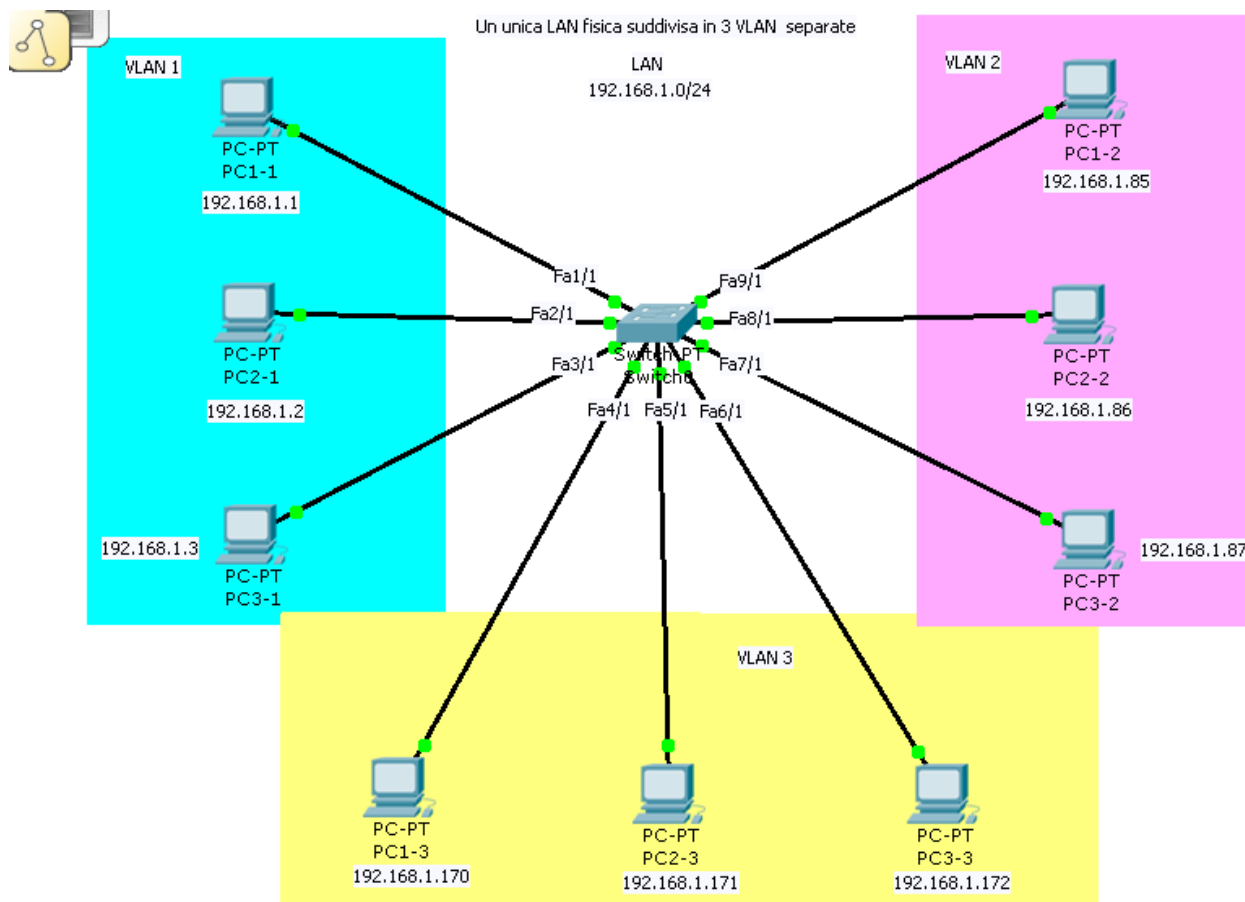 Un unica LAN fisica suddivisa in 3 VLAN separate
LAN
192.168.1.0/24
VLAN 1
PC-PT
PC1-1
192.168.1.1
PC-PT
PC2-1
192.168.1.2
PC-PT
PC3-1
192.168.1.3
VLAN 2
PC-PT
PC1-2
192.168.1.85
PC-PT
PC2-2
192.168.1.86
PC-PT
PC3-2
192.168.1.87
Fa1/1
Fa2/1
Fa3/1
Fa4/1
Fa5/1
Fa6/1
Fa7/1
Fa8/1
Fa9/1
Switch-PT
Switch0
VLAN 3
PC-PT
PC1-3
192.168.1.170
PC-PT
PC2-3
192.168.1.171
PC-PT
PC3-3
192.168.1.172